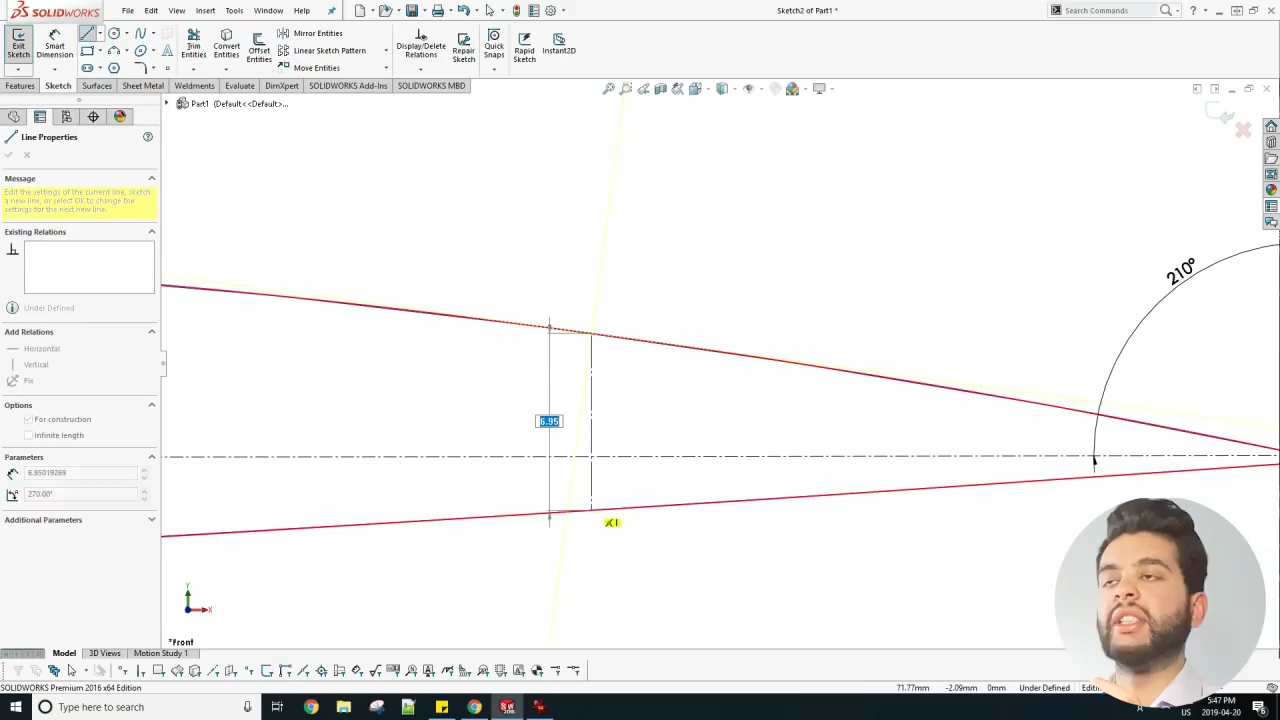 SOLIDWORKS
File Edit View Insert Tools Window Help
Sketch2 of Part1 *
Search Commands
Exit Sketch
Smart Dimension
Trim Entities
Convert Entities
Offset Entities
Mirror Entities
Linear Sketch Pattern
Move Entities
Display/Delete Relations
Repair Sketch
Quick Snaps
Rapid Sketch
Instant2D
Features Sketch Surfaces Sheet Metal Weldments Evaluate DimXpert SOLIDWORKS Add-Ins SOLIDWORKS MBD
Part1 (Default<<Default>...
Line Properties
Message
Edit the settings of the current line, sketch
a new line, or select OK to change the
settings for the next new line.
Existing Relations
Under Defined
Add Relations
Horizontal
Vertical
Fix
Options
For construction
Infinite length
Parameters
6.95019269
270.00°
Additional Parameters
210°
6.95
Y
X
*Front
Model 3D Views Motion Study 1
SOLIDWORKS Premium 2016 x64 Edition
71.77mm -2.09mm 0mm Under Defined
Type here to search
US
5:47 PM
2019-04-20
6